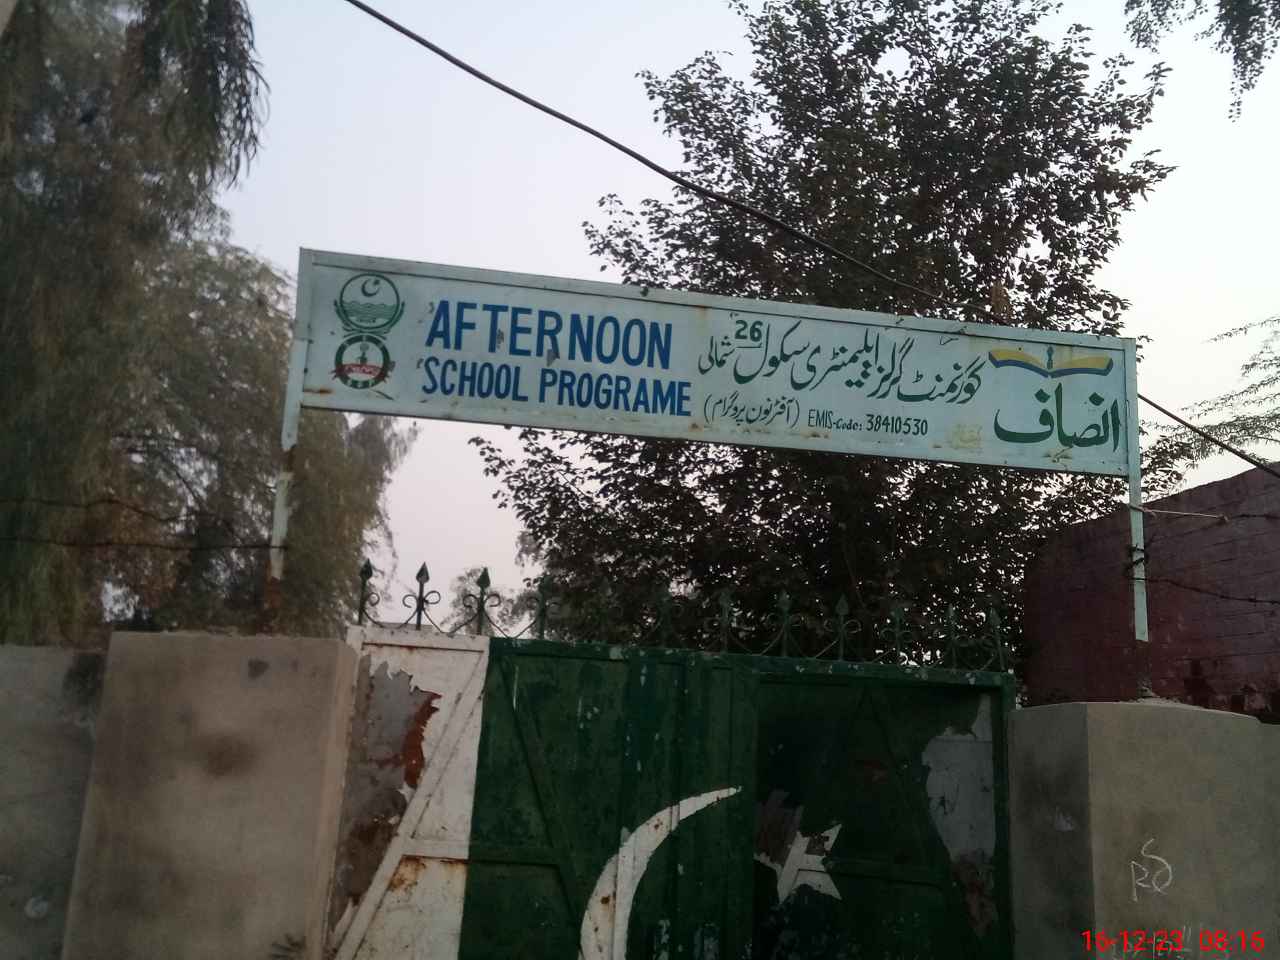 AFTERNOON
SCHOOL PROGRAME
گورنمنٹ گرلز ایلیمنٹری سکول 26 شمالی
(آفٹرنون پروگرام) EMIS-Code: 38410530
انصاف
RS
16-12-23 08:16